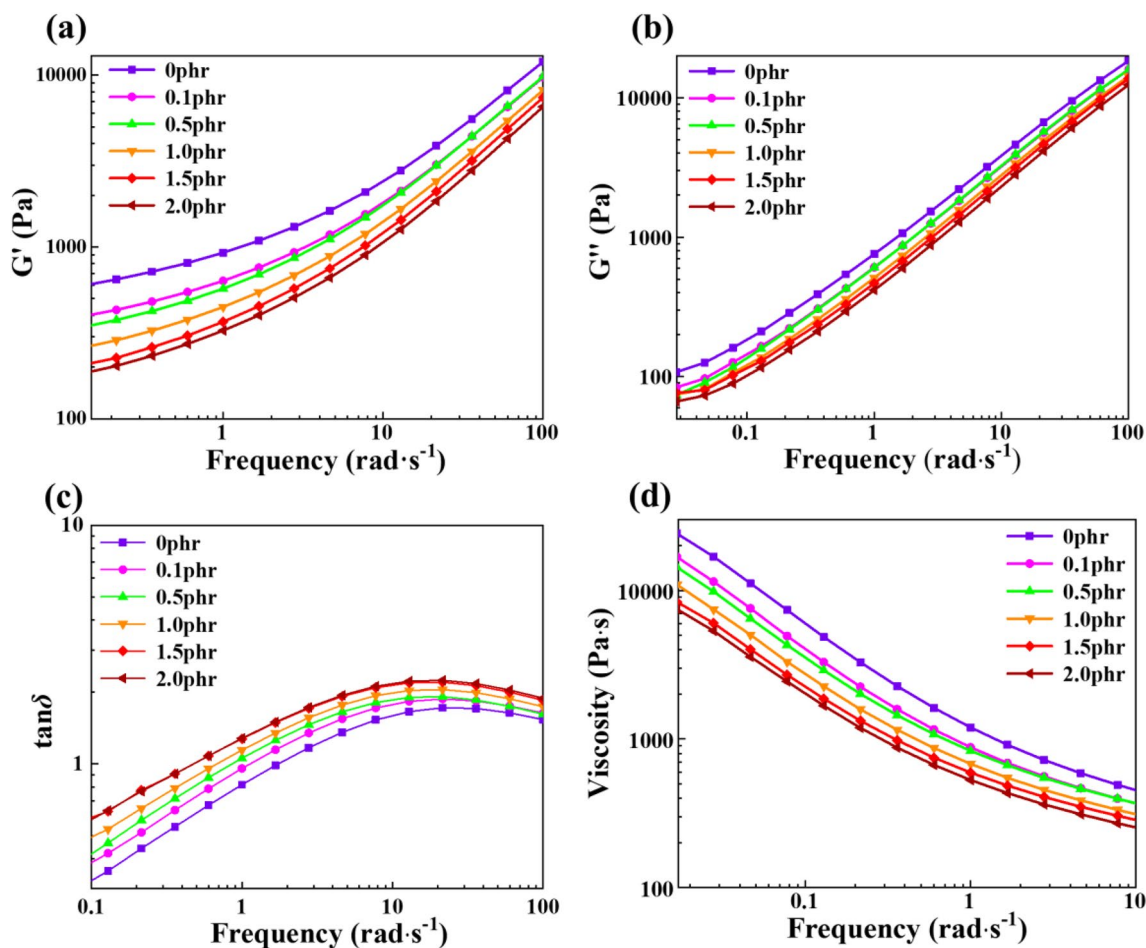 (a)
10000
1000
100
G' (Pa)
0phr
0.1phr
0.5phr
1.0phr
1.5phr
2.0phr
1
10
100
Frequency (rad·s-1)
(b)
10000
1000
100
G'' (Pa)
0phr
0.1phr
0.5phr
1.0phr
1.5phr
2.0phr
0.1
1
10
100
Frequency (rad·s-1)
(c)
10
1
tanδ
0phr
0.1phr
0.5phr
1.0phr
1.5phr
2.0phr
0.1
1
10
100
Frequency (rad·s-1)
(d)
10000
1000
100
Viscosity (Pa·s)
0phr
0.1phr
0.5phr
1.0phr
1.5phr
2.0phr
0.1
1
10
Frequency (rad·s-1)